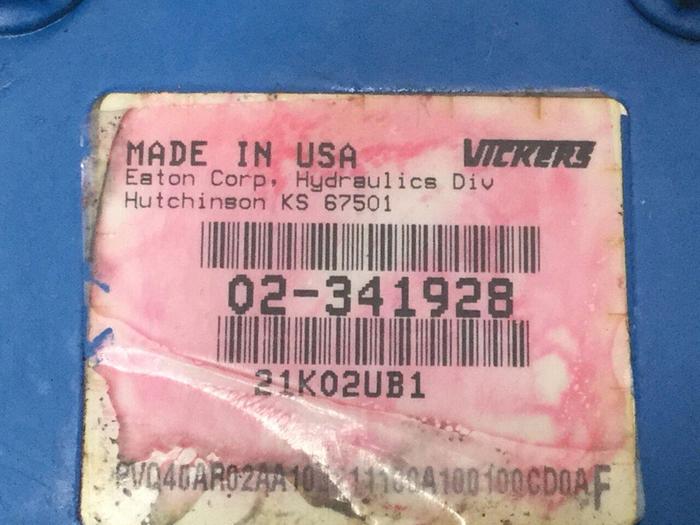 MADE IN USA VICKERS
Eaton Corp, Hydraulics Div
Hutchinson KS 67501
02-341928
21K02UB1